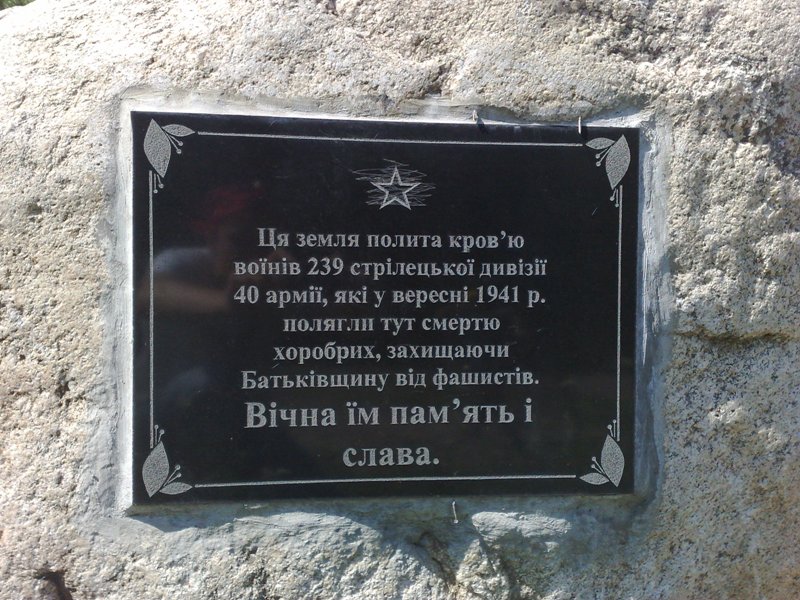 Ця земля полита кров’ю
воїнів 239 стрілецької дивізії
40 армії, які у вересні 1941 р.
полягли тут смертю
хоробрих, захищаючи
Батьківщину від фашистів.
Вічна їм пам’ять і
слава.